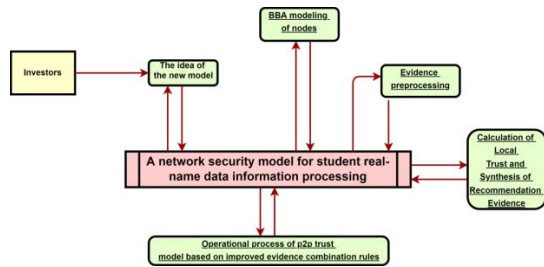 BBA modeling
of nodes
Investors
The idea of
the new model
Evidence
preprocessing
A network security model for student real-
name data information processing
Calculation of
Local
Trust and
Synthesis of
Recommendation
Evidence
Operational process of p2p trust
model based on improved evidence combination rules